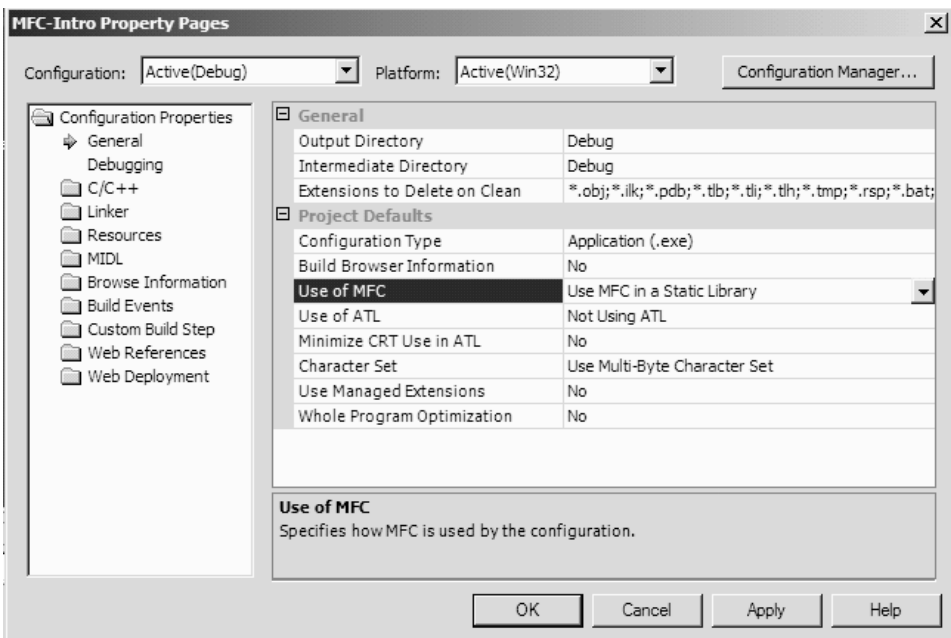 MFC-Intro Property Pages
Configuration: Active(Debug) Platform: Active(Win32) Configuration Manager...
Configuration Properties
General
Debugging
C/C++
Linker
Resources
MIDL
Browse Information
Build Events
Custom Build Step
Web References
Web Deployment
General
Output Directory Debug
Intermediate Directory Debug
Extensions to Delete on Clean *.obj;*.ilk;*.pdb;*.tlb;*.tli;*.tlh;*.tmp;*.rsp;*.bat;
Project Defaults
Configuration Type Application (.exe)
Build Browser Information No
Use of MFC Use MFC in a Static Library
Use of ATL Not Using ATL
Minimize CRT Use in ATL No
Character Set Use Multi-Byte Character Set
Use Managed Extensions No
Whole Program Optimization No
Use of MFC
Specifies how MFC is used by the configuration.
OK Cancel Apply Help